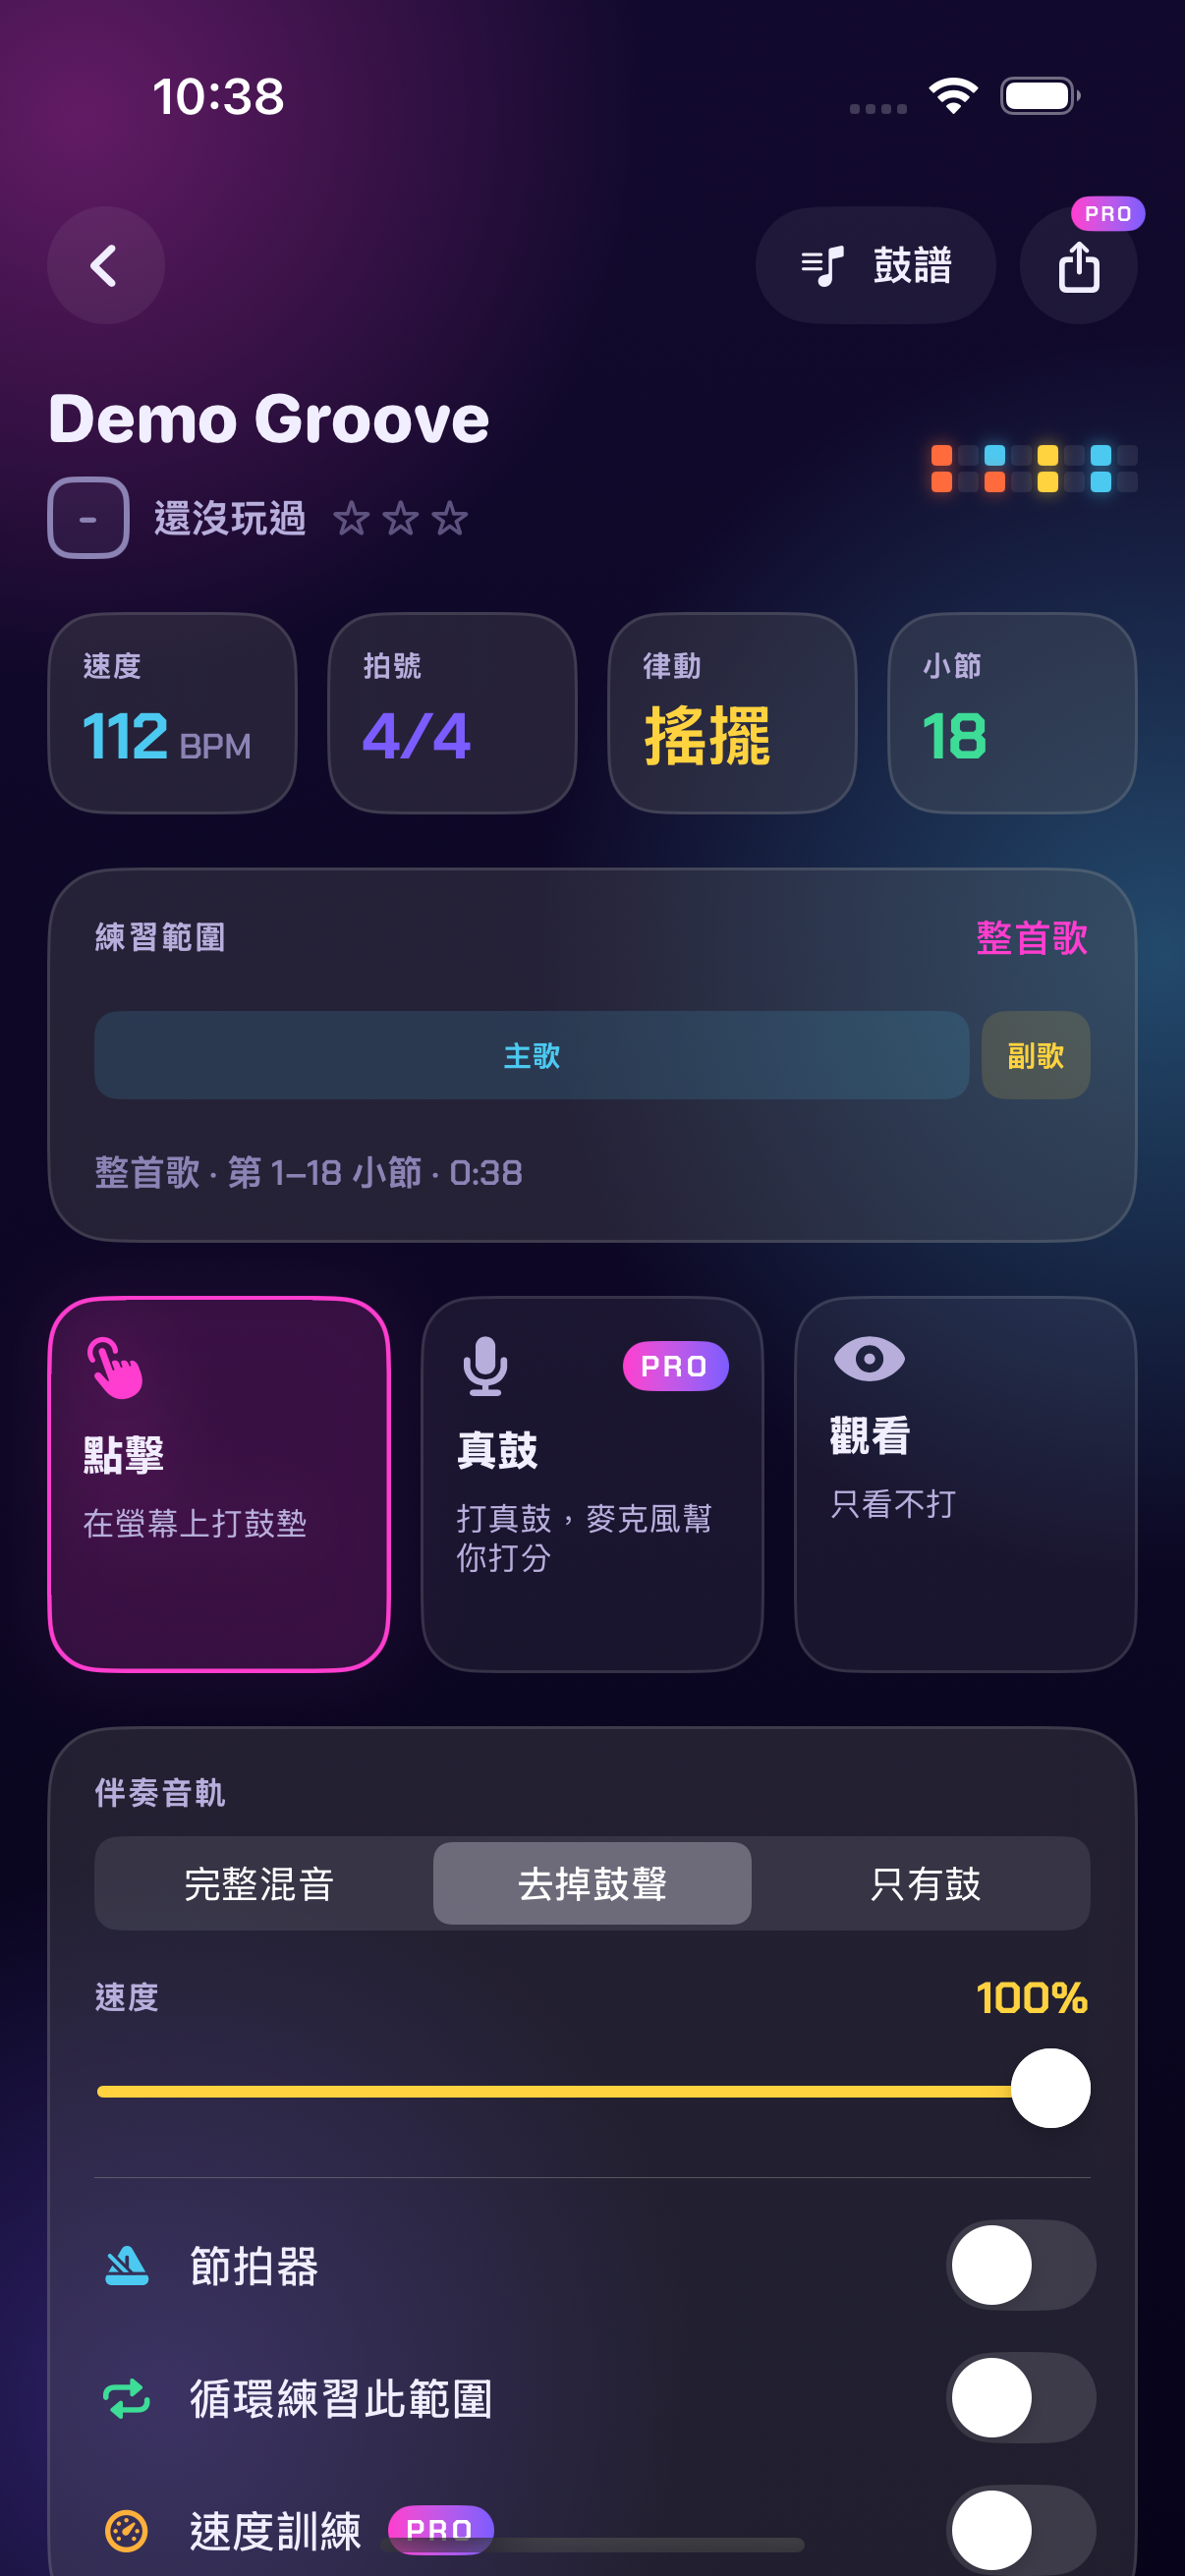 10:38
鼓譜
PRO
Demo Groove
-
還沒玩過
速度
112 BPM
拍號
4/4
律動
搖擺
小節
18
練習範圍
整首歌
主歌
副歌
整首歌 · 第 1–18 小節 · 0:38
點擊
在螢幕上打鼓墊
PRO
真鼓
打真鼓，麥克風幫
你打分
觀看
只看不打
伴奏音軌
完整混音
去掉鼓聲
只有鼓
速度
100%
節拍器
循環練習此範圍
速度訓練
PRO